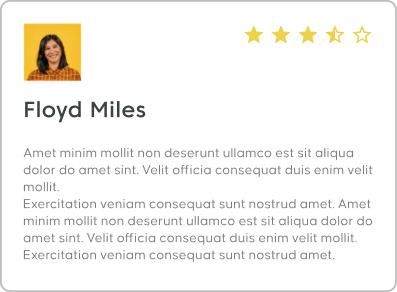 Floyd Miles
Amet minim mollit non deserunt ullamco est sit aliqua
dolor do amet sint. Velit officia consequat duis enim velit
mollit.
Exercitation veniam consequat sunt nostrud amet. Amet
minim mollit non deserunt ullamco est sit aliqua dolor do
amet sint. Velit officia consequat duis enim velit mollit.
Exercitation veniam consequat sunt nostrud amet.